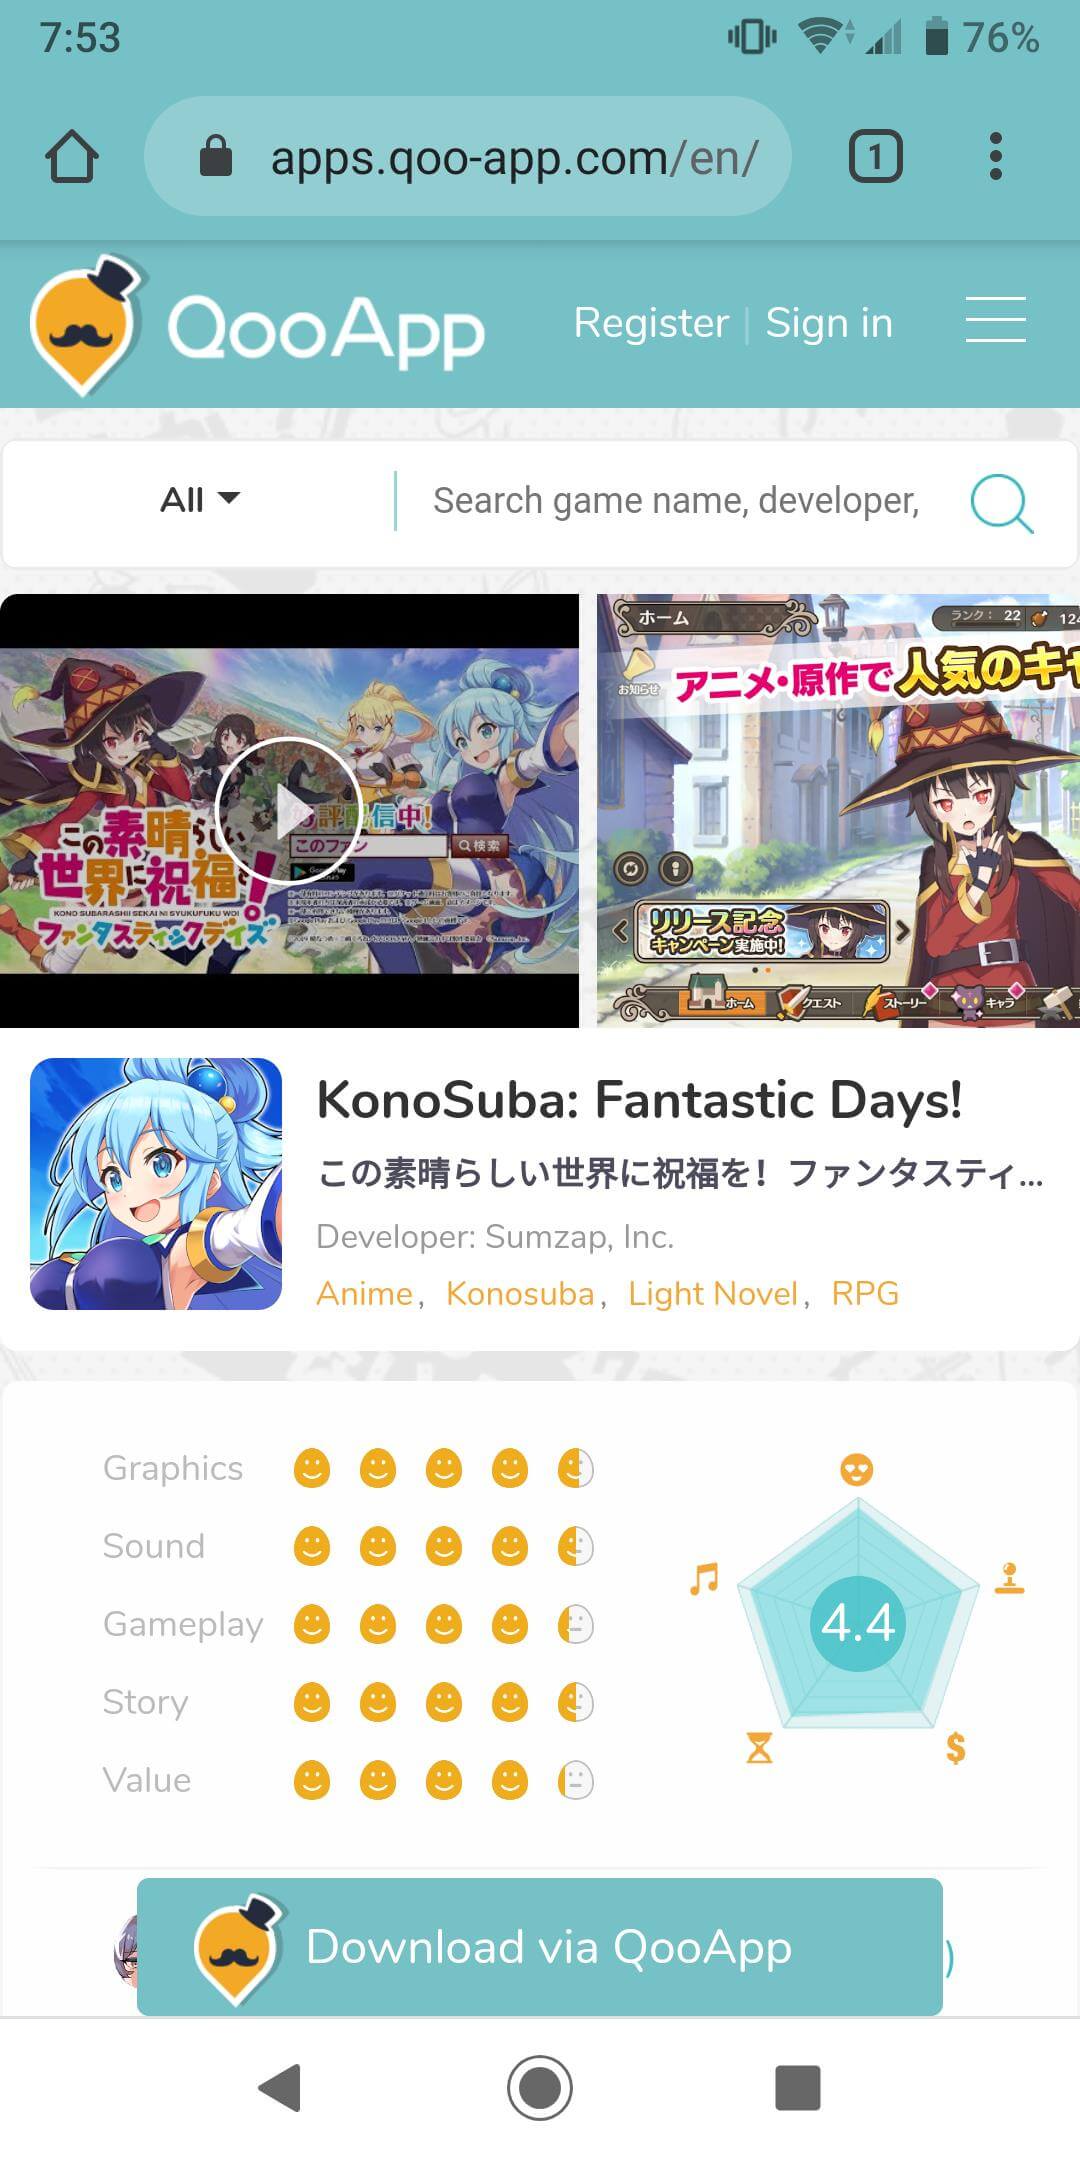 7:53
76%
apps.qoo-app.com/en/
1
QooApp
Register | Sign in
All
Search game name, developer,
この素晴らしい
世界に祝福を!
KONO SUBARASHII SEKAI NI SYUKUFUKU WO!
ファンタスティックデイズ
評配信中!
このファン
検索
ホーム
ランク: 22
124
お知らせ
アニメ・原作で人気のキャ
リリース記念
キャンペーン実施中!
ホーム
クエスト
ストーリー
キャラ
KonoSuba: Fantastic Days!
この素晴らしい世界に祝福を！ファンタスティ...
Developer: Sumzap, Inc.
Anime, Konosuba, Light Novel, RPG
Graphics
Sound
Gameplay
Story
Value
4.4
$
Download via QooApp
)